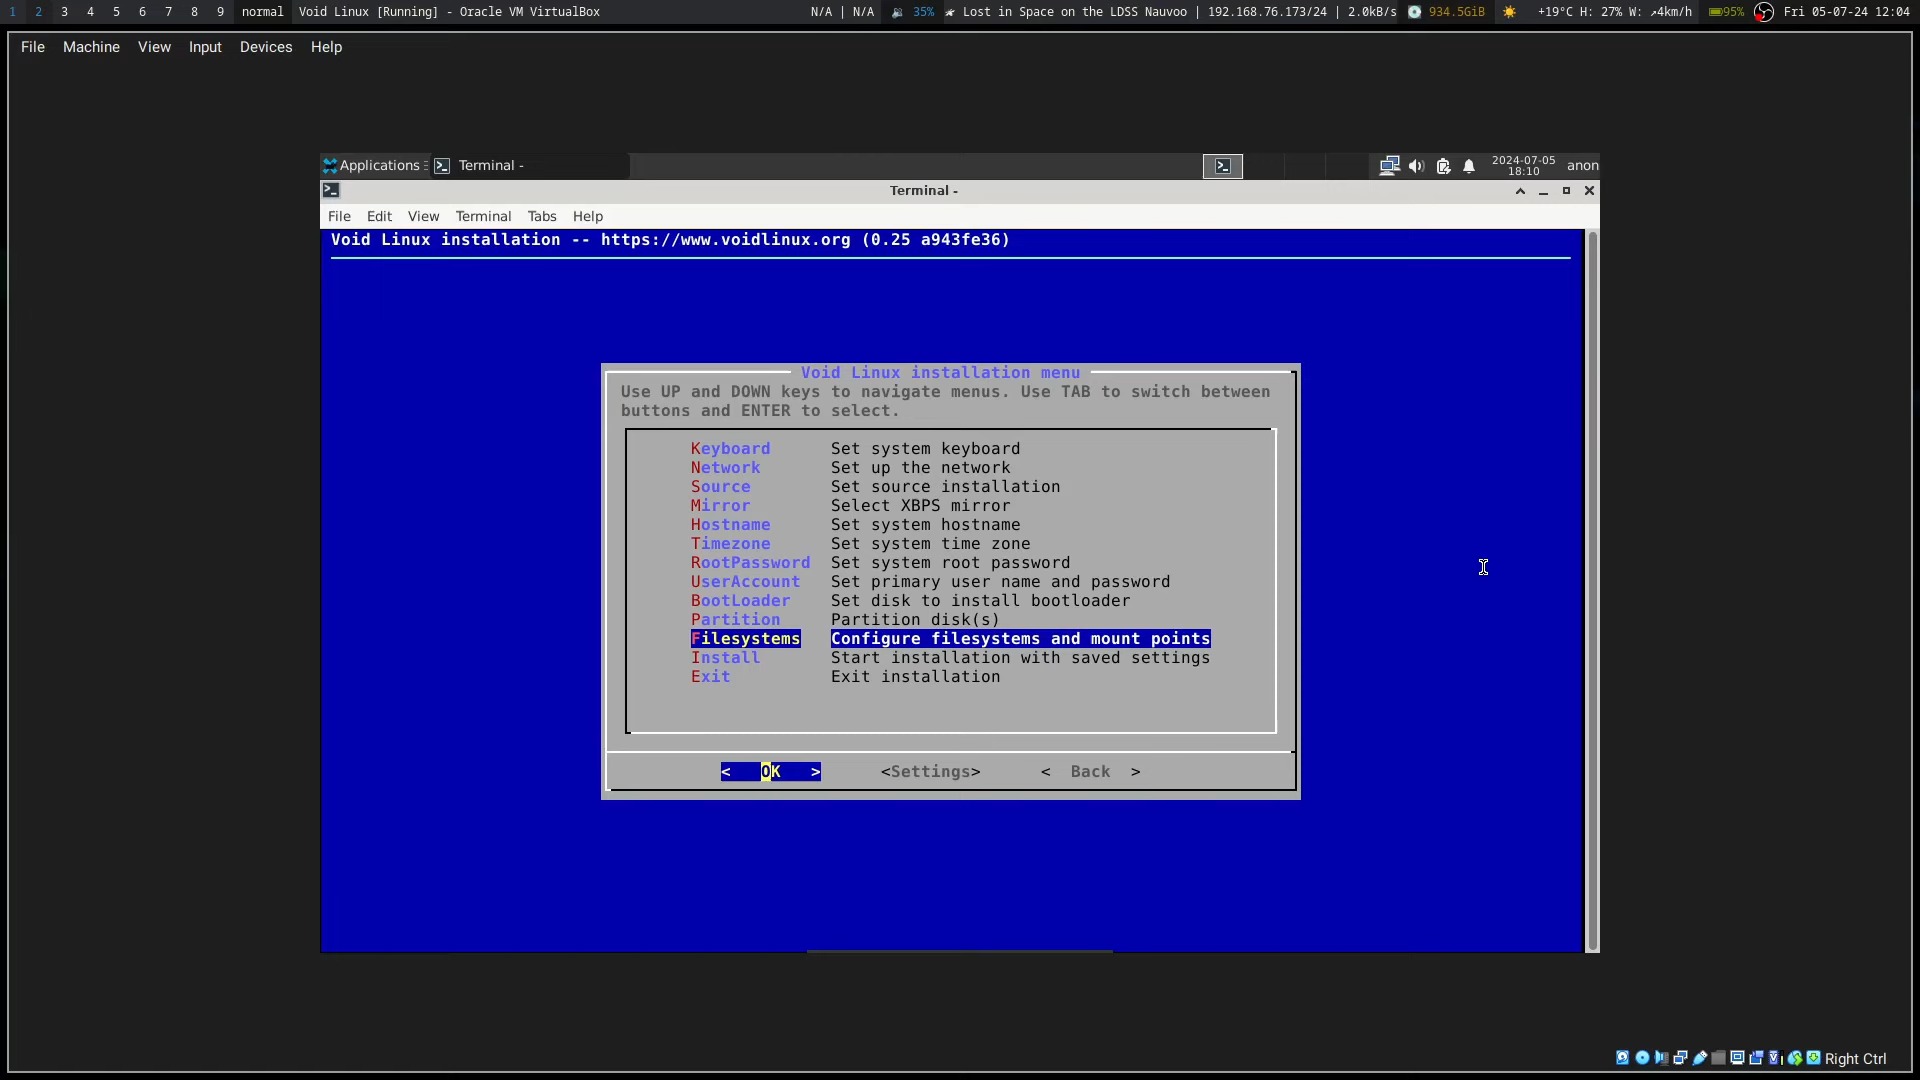 1 2 3 4 5 6 7 8 9 normal Void Linux [Running] - Oracle VM VirtualBox N/A | N/A 35% Lost in Space on the LDSS Nauvoo | 192.168.76.173/24 | 2.0kB/s 934.5GiB +19°C H: 27% W: ↗4km/h 95% Fri 05-07-24 12:04
File Machine View Input Devices Help
Applications Terminal - 2024-07-05 anon
18:10
Terminal -
File Edit View Terminal Tabs Help
Void Linux installation -- https://www.voidlinux.org (0.25 a943fe36)
Void Linux installation menu
Use UP and DOWN keys to navigate menus. Use TAB to switch between
buttons and ENTER to select.
Keyboard Set system keyboard
Network Set up the network
Source Set source installation
Mirror Select XBPS mirror
Hostname Set system hostname
Timezone Set system time zone
RootPassword Set system root password
UserAccount Set primary user name and password
BootLoader Set disk to install bootloader
Partition Partition disk(s)
Filesystems Configure filesystems and mount points
Install Start installation with saved settings
Exit Exit installation
< OK > <Settings> < Back >
Right Ctrl